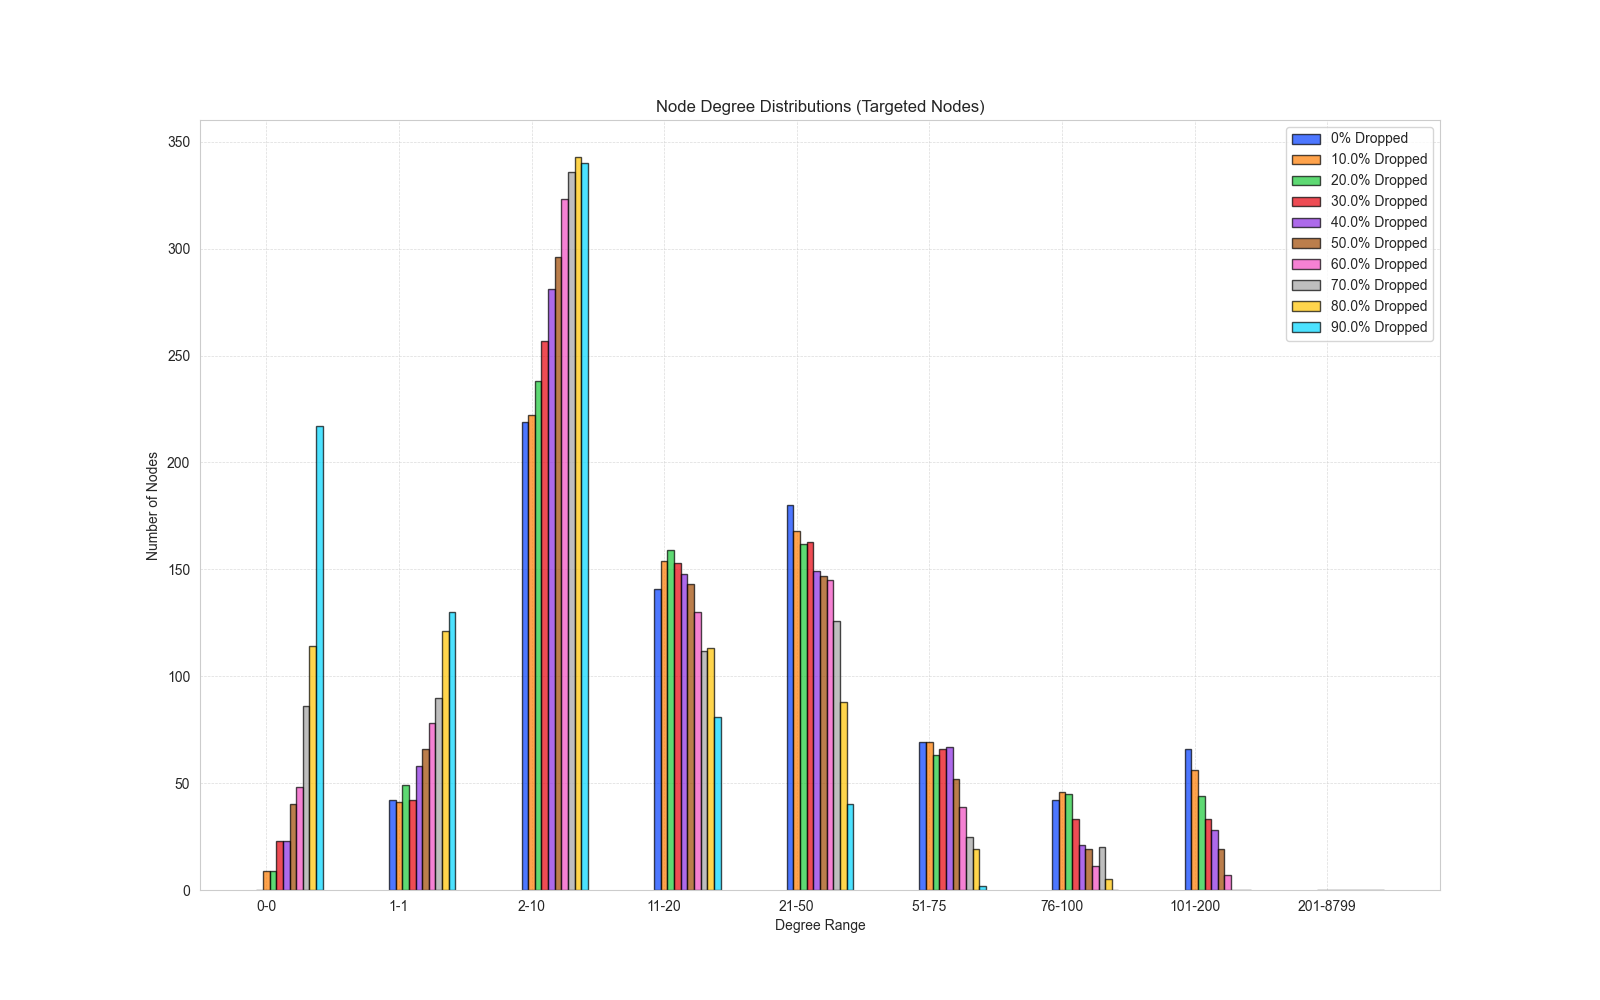 Node Degree Distributions (Targeted Nodes)
350
300
250
200
150
100
50
0
Number of Nodes
0-0
1-1
2-10
11-20
21-50
51-75
76-100
101-200
201-8799
Degree Range
0% Dropped
10.0% Dropped
20.0% Dropped
30.0% Dropped
40.0% Dropped
50.0% Dropped
60.0% Dropped
70.0% Dropped
80.0% Dropped
90.0% Dropped